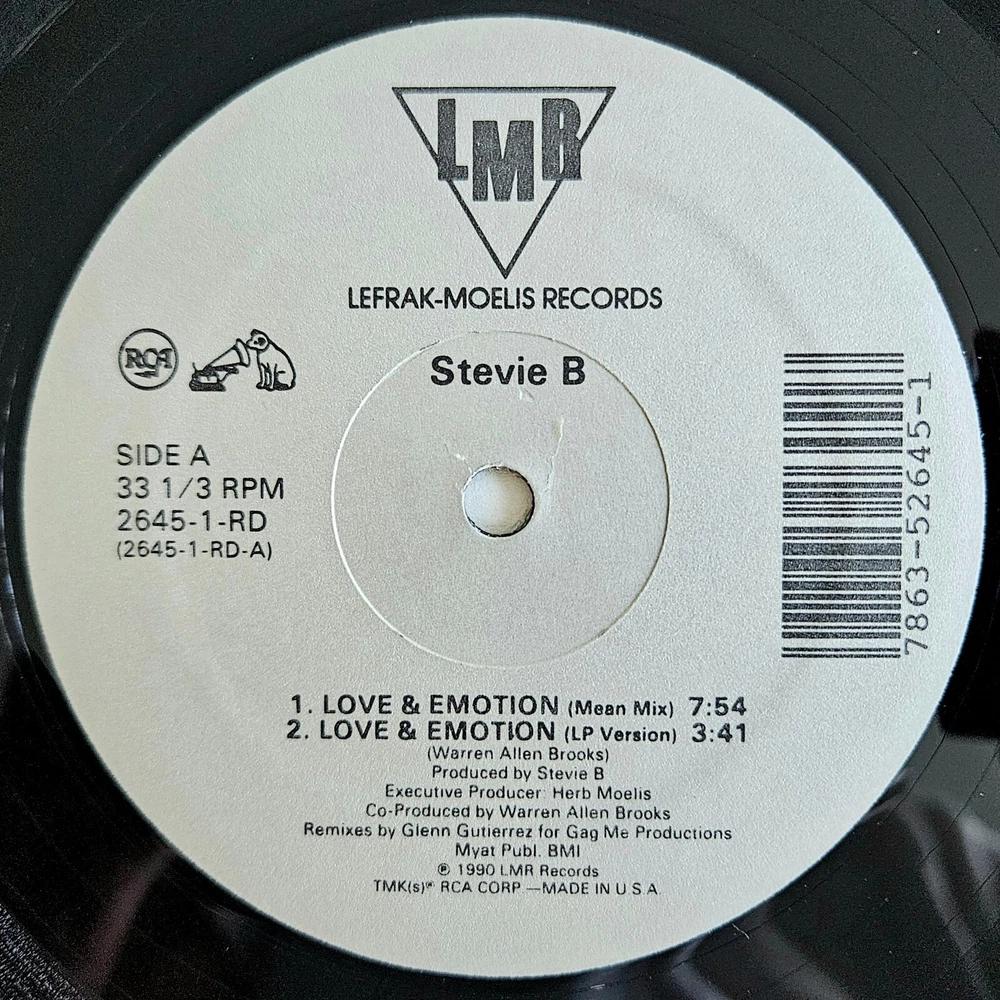 LMR
LEFRAK-MOELIS RECORDS
RCA
Stevie B
SIDE A
33 1/3 RPM
2645-1-RD
(2645-1-RD-A)
7863-52645-1
1. LOVE & EMOTION (Mean Mix) 7:54
2. LOVE & EMOTION (LP Version) 3:41
(Warren Allen Brooks)
Produced by Stevie B
Executive Producer: Herb Moelis
Co-Produced by Warren Allen Brooks
Remixes by Glenn Gutierrez for Gag Me Productions
Myat Publ. BMI
℗ 1990 LMR Records
TMK(s)® RCA CORP.—MADE IN U.S.A.